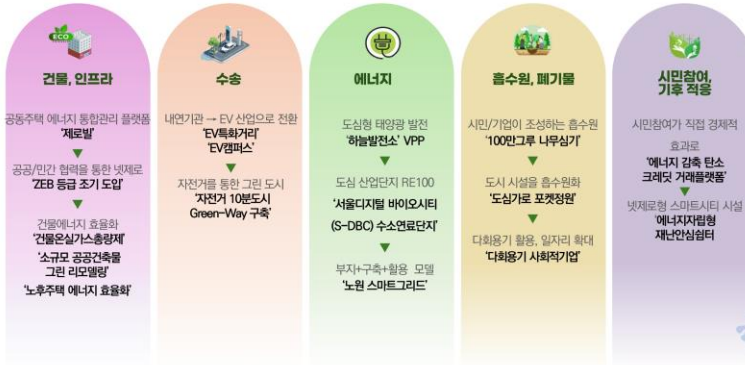 ECO
건물, 인프라
공동주택 에너지 통합관리 플랫폼
'제로빌'
공공/민간 협력을 통한 넷제로
'ZEB 등급 조기 도입'
건물에너지 효율화
'건물온실가스총량제'
'소규모 공공건축물
그린 리모델링'
'노후주택 에너지 효율화'
수송
내연기관 → EV 산업으로 전환
'EV특화거리'
'EV캠퍼스'
자전거를 통한 그린 도시
'자전거 10분도시
Green-Way 구축'
에너지
도심형 태양광 발전
'하늘발전소' VPP
도심 산업단지 RE100
'서울디지털 바이오시티
(S-DBC) 수소연료단지'
부지+구축+활용 모델
'노원 스마트그리드'
흡수원, 폐기물
시민/기업이 조성하는 흡수원
'100만그루 나무심기'
도시 시설을 흡수원화
'도심가로 포켓정원'
다회용기 활용, 일자리 확대
'다회용기 사회적기업'
시민참여,
기후 적응
시민참여가 직접 경제적
효과로
'에너지 감축 탄소
크레딧 거래플랫폼'
넷제로형 스마트시티 시설
'에너지자립형
재난안심쉼터'